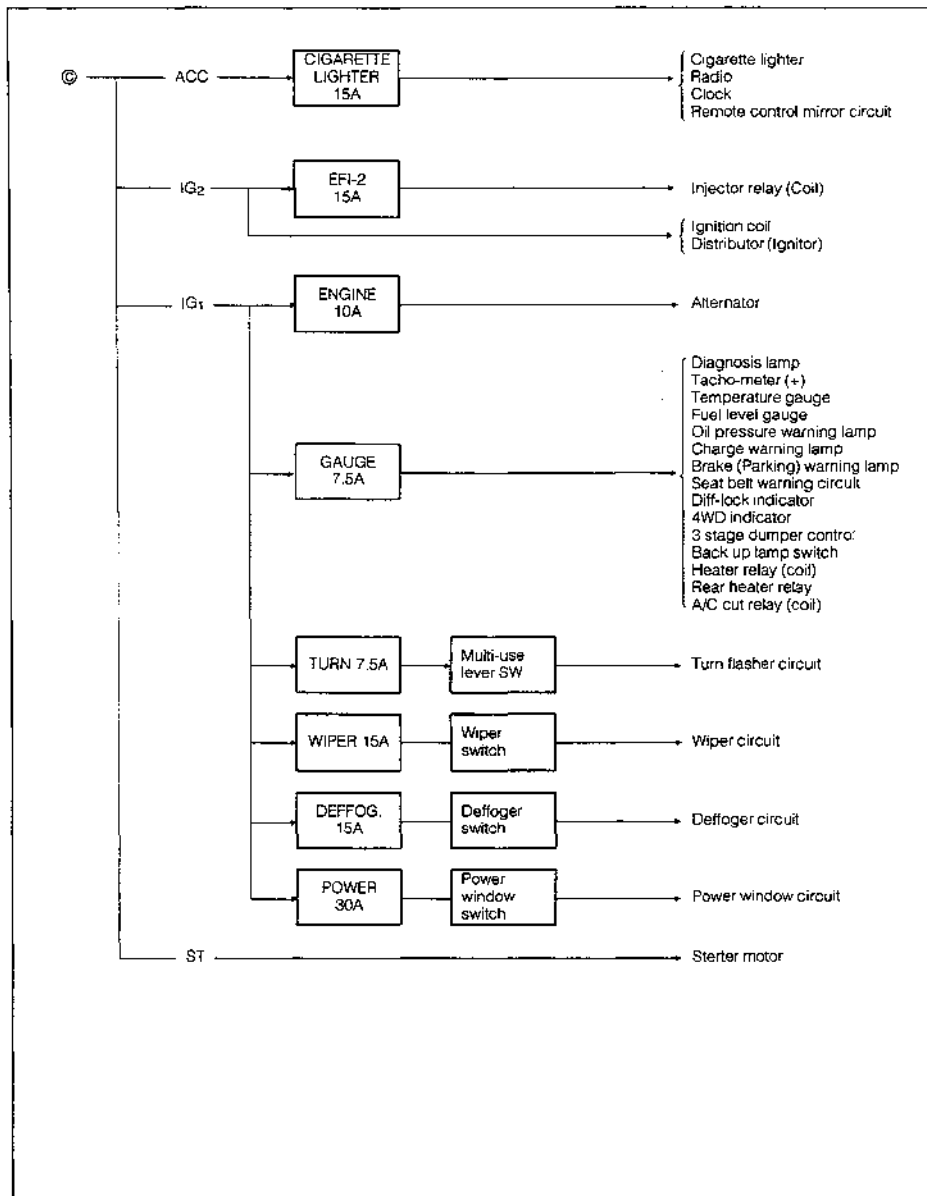 © ACC CIGARETTE LIGHTER 15A
Cigarette lighter
Radio
Clock
Remote control mirror circuit
IG2 EFI-2 15A Injector relay (Coil)
Ignition coil
Distributor (Ignitor)
IG1 ENGINE 10A Alternator
Diagnosis lamp
Tacho-meter (+)
Temperature gauge
Fuel level gauge
Oil pressure warning lamp
Charge warning lamp
GAUGE 7.5A
Brake (Parking) warning lamp
Seat belt warning circuit
Diff-lock indicator
4WD indicator
3 stage dumper control
Back up lamp switch
Heater relay (coil)
Rear heater relay
A/C cut relay (coil)
TURN 7.5A Multi-use lever SW Turn flasher circuit
WIPER 15A Wiper switch Wiper circuit
DEFFOG. 15A Deffoger switch Deffoger circuit
POWER 30A Power window switch Power window circuit
ST Sterter motor